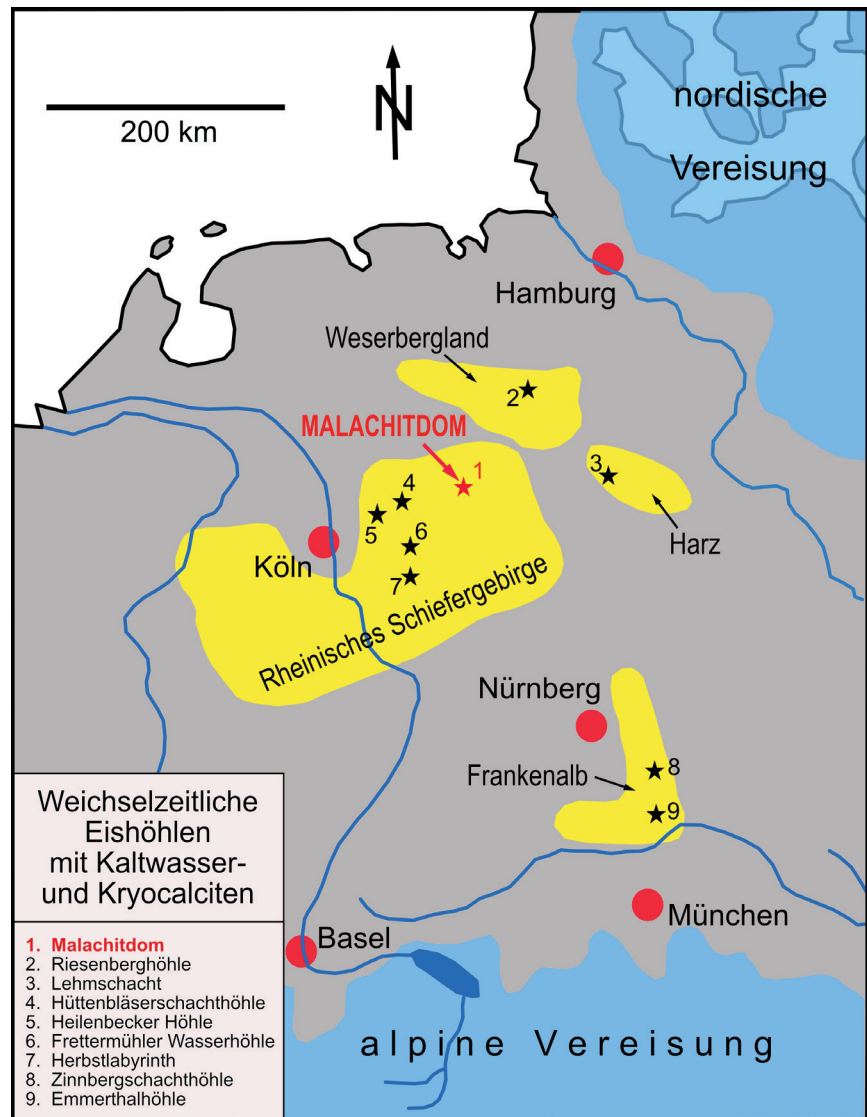 nordische
Vereisung
N
200 km
Hamburg
Weserbergland
2
MALACHITDOM
1
3
4
5
Harz
6
Köln
7
Rheinisches Schiefergebirge
Nürnberg
Frankenalb
8
9
München
Basel
alpine Vereisung
Weichselzeitliche
Eishöhlen
mit Kaltwasser-
und Kryocalciten
1. Malachitdom
2. Riesenberghöhle
3. Lehmschacht
4. Hüttenbläserschachthöhle
5. Heilenbecker Höhle
6. Frettermühler Wasserhöhle
7. Herbstlabyrinth
8. Zinnbergschachthöhle
9. Emmerthalhöhle